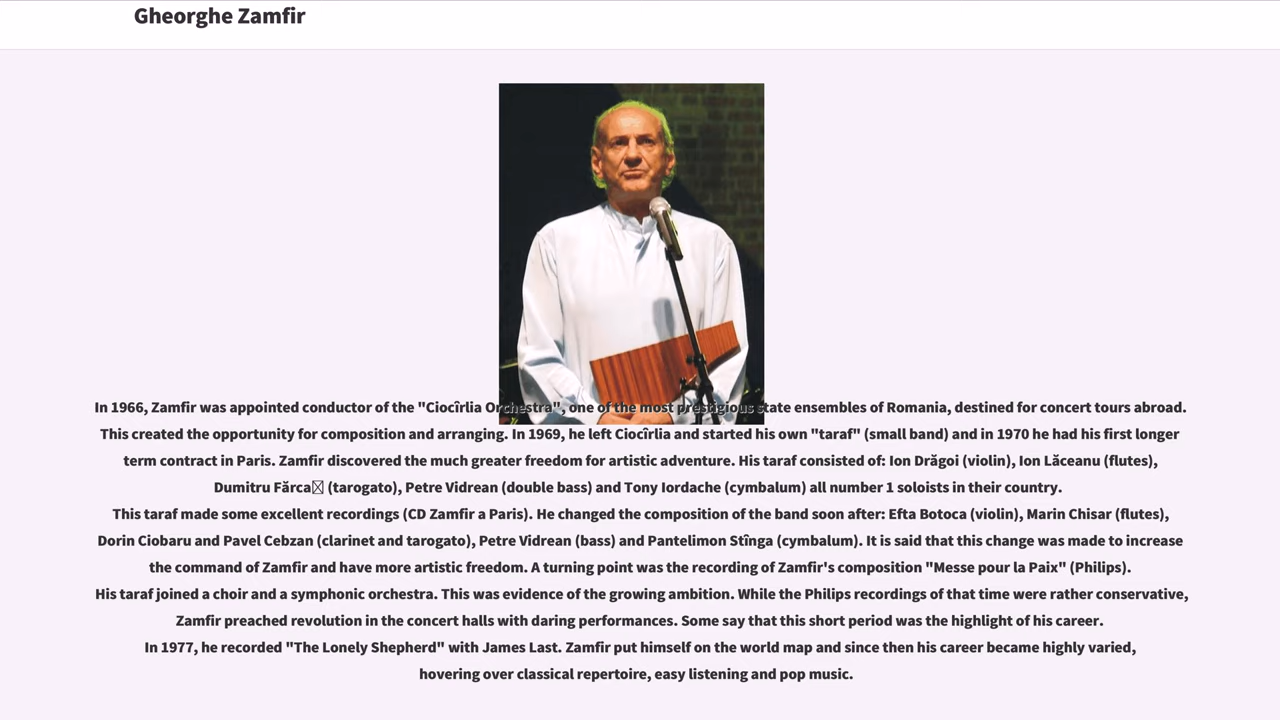 Gheorghe Zamfir
In 1966, Zamfir was appointed conductor of the "Ciocîrlia Orchestra", one of the most prestigious state ensembles of Romania, destined for concert tours abroad.
This created the opportunity for composition and arranging. In 1969, he left Ciocîrlia and started his own "taraf" (small band) and in 1970 he had his first longer
term contract in Paris. Zamfir discovered the much greater freedom for artistic adventure. His taraf consisted of: Ion Drăgoi (violin), Ion Lăceanu (flutes),
Dumitru Fărca (tarogato), Petre Vidrean (double bass) and Tony Iordache (cymbalum) all number 1 soloists in their country.
This taraf made some excellent recordings (CD Zamfir a Paris). He changed the composition of the band soon after: Efta Botoca (violin), Marin Chisar (flutes),
Dorin Ciobaru and Pavel Cebzan (clarinet and tarogato), Petre Vidrean (bass) and Pantelimon Stînga (cymbalum). It is said that this change was made to increase
the command of Zamfir and have more artistic freedom. A turning point was the recording of Zamfir's composition "Messe pour la Paix" (Philips).
His taraf joined a choir and a symphonic orchestra. This was evidence of the growing ambition. While the Philips recordings of that time were rather conservative,
Zamfir preached revolution in the concert halls with daring performances. Some say that this short period was the highlight of his career.
In 1977, he recorded "The Lonely Shepherd" with James Last. Zamfir put himself on the world map and since then his career became highly varied,
hovering over classical repertoire, easy listening and pop music.